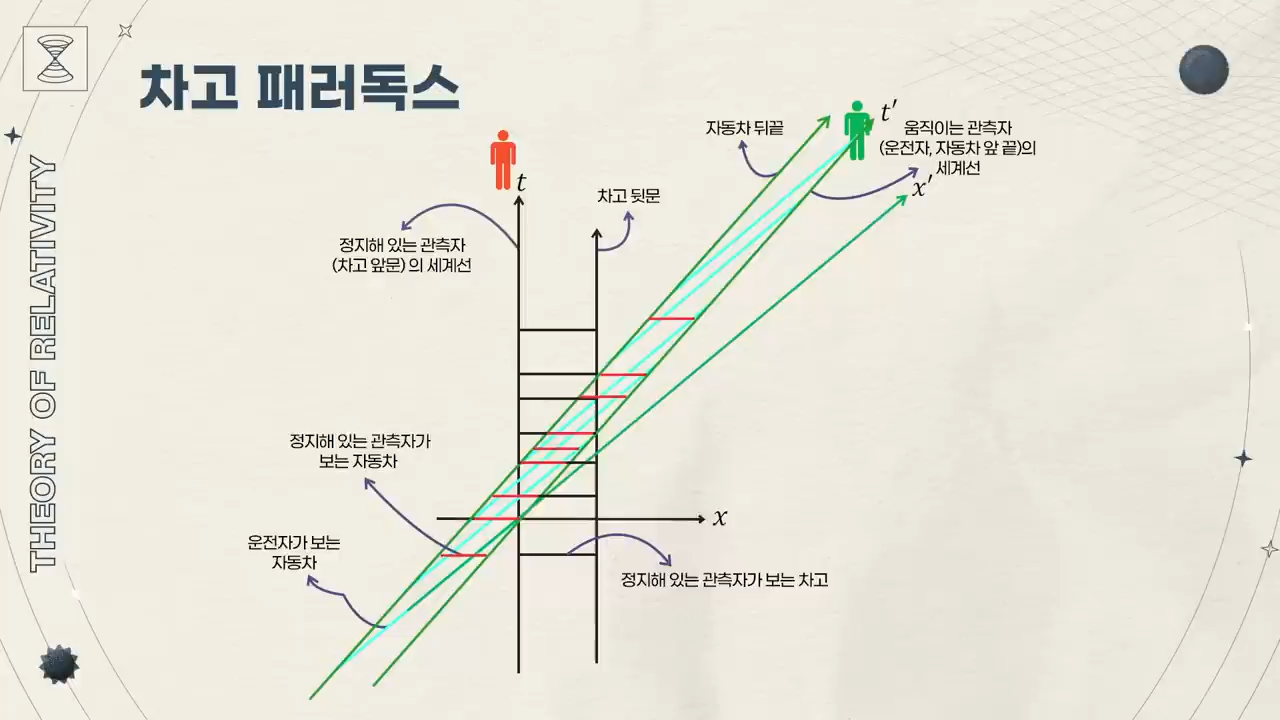 차고 패러독스
THEORY OF RELATIVITY
자동차 뒤끝
t′
움직이는 관측자
(운전자, 자동차 앞 끝)의
세계선
x′
t
차고 뒷문
정지해 있는 관측자
(차고 앞문) 의 세계선
정지해 있는 관측자가
보는 자동차
x
운전자가 보는
자동차
정지해 있는 관측자가 보는 차고